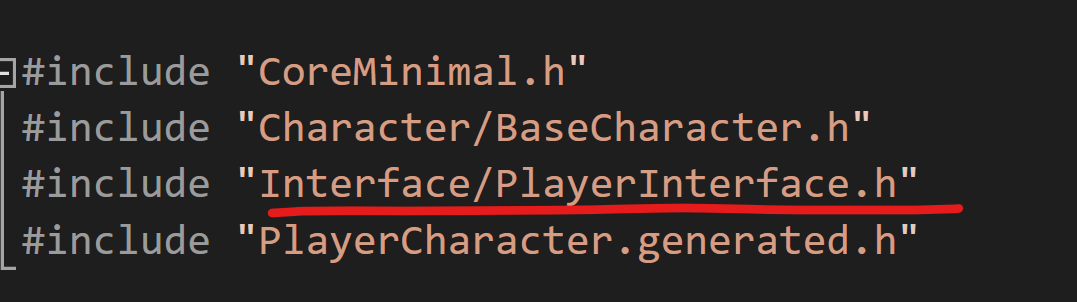 #include "CoreMinimal.h"
#include "Character/BaseCharacter.h"
#include "Interface/PlayerInterface.h"
#include "PlayerCharacter.generated.h"